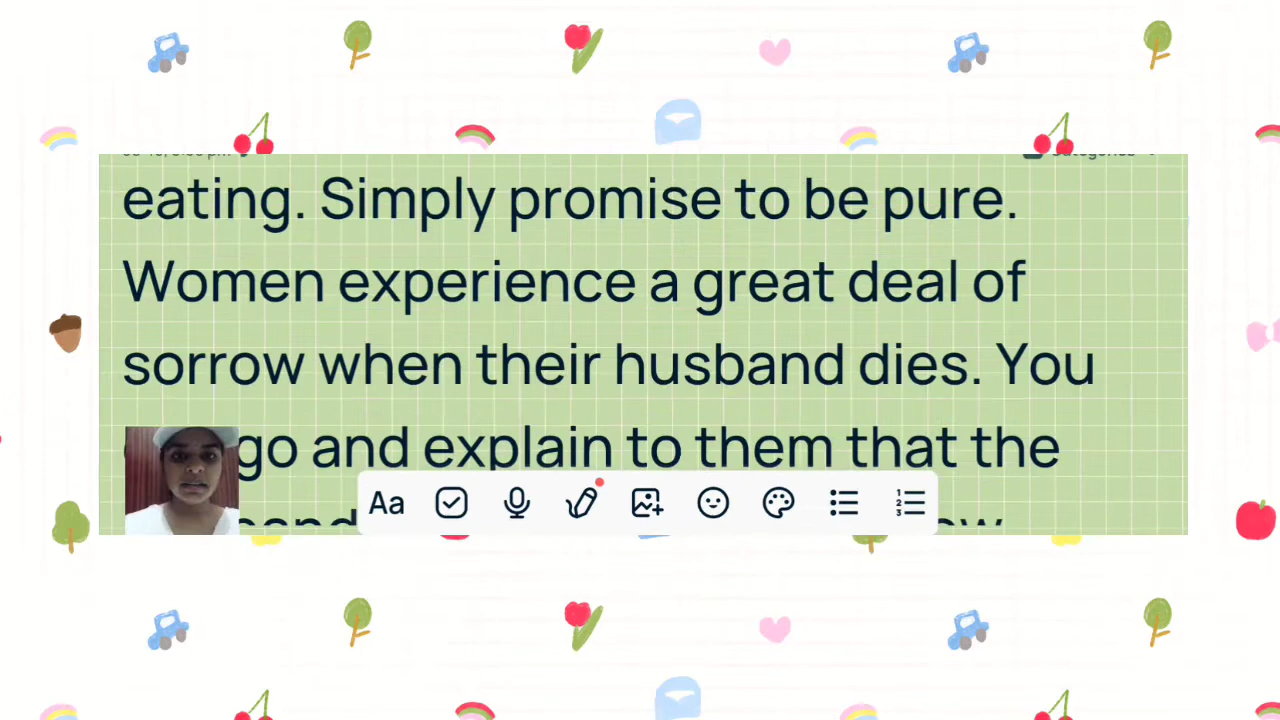 eating. Simply promise to be pure.
Women experience a great deal of
sorrow when their husband dies. You
go and explain to them that the
Aa